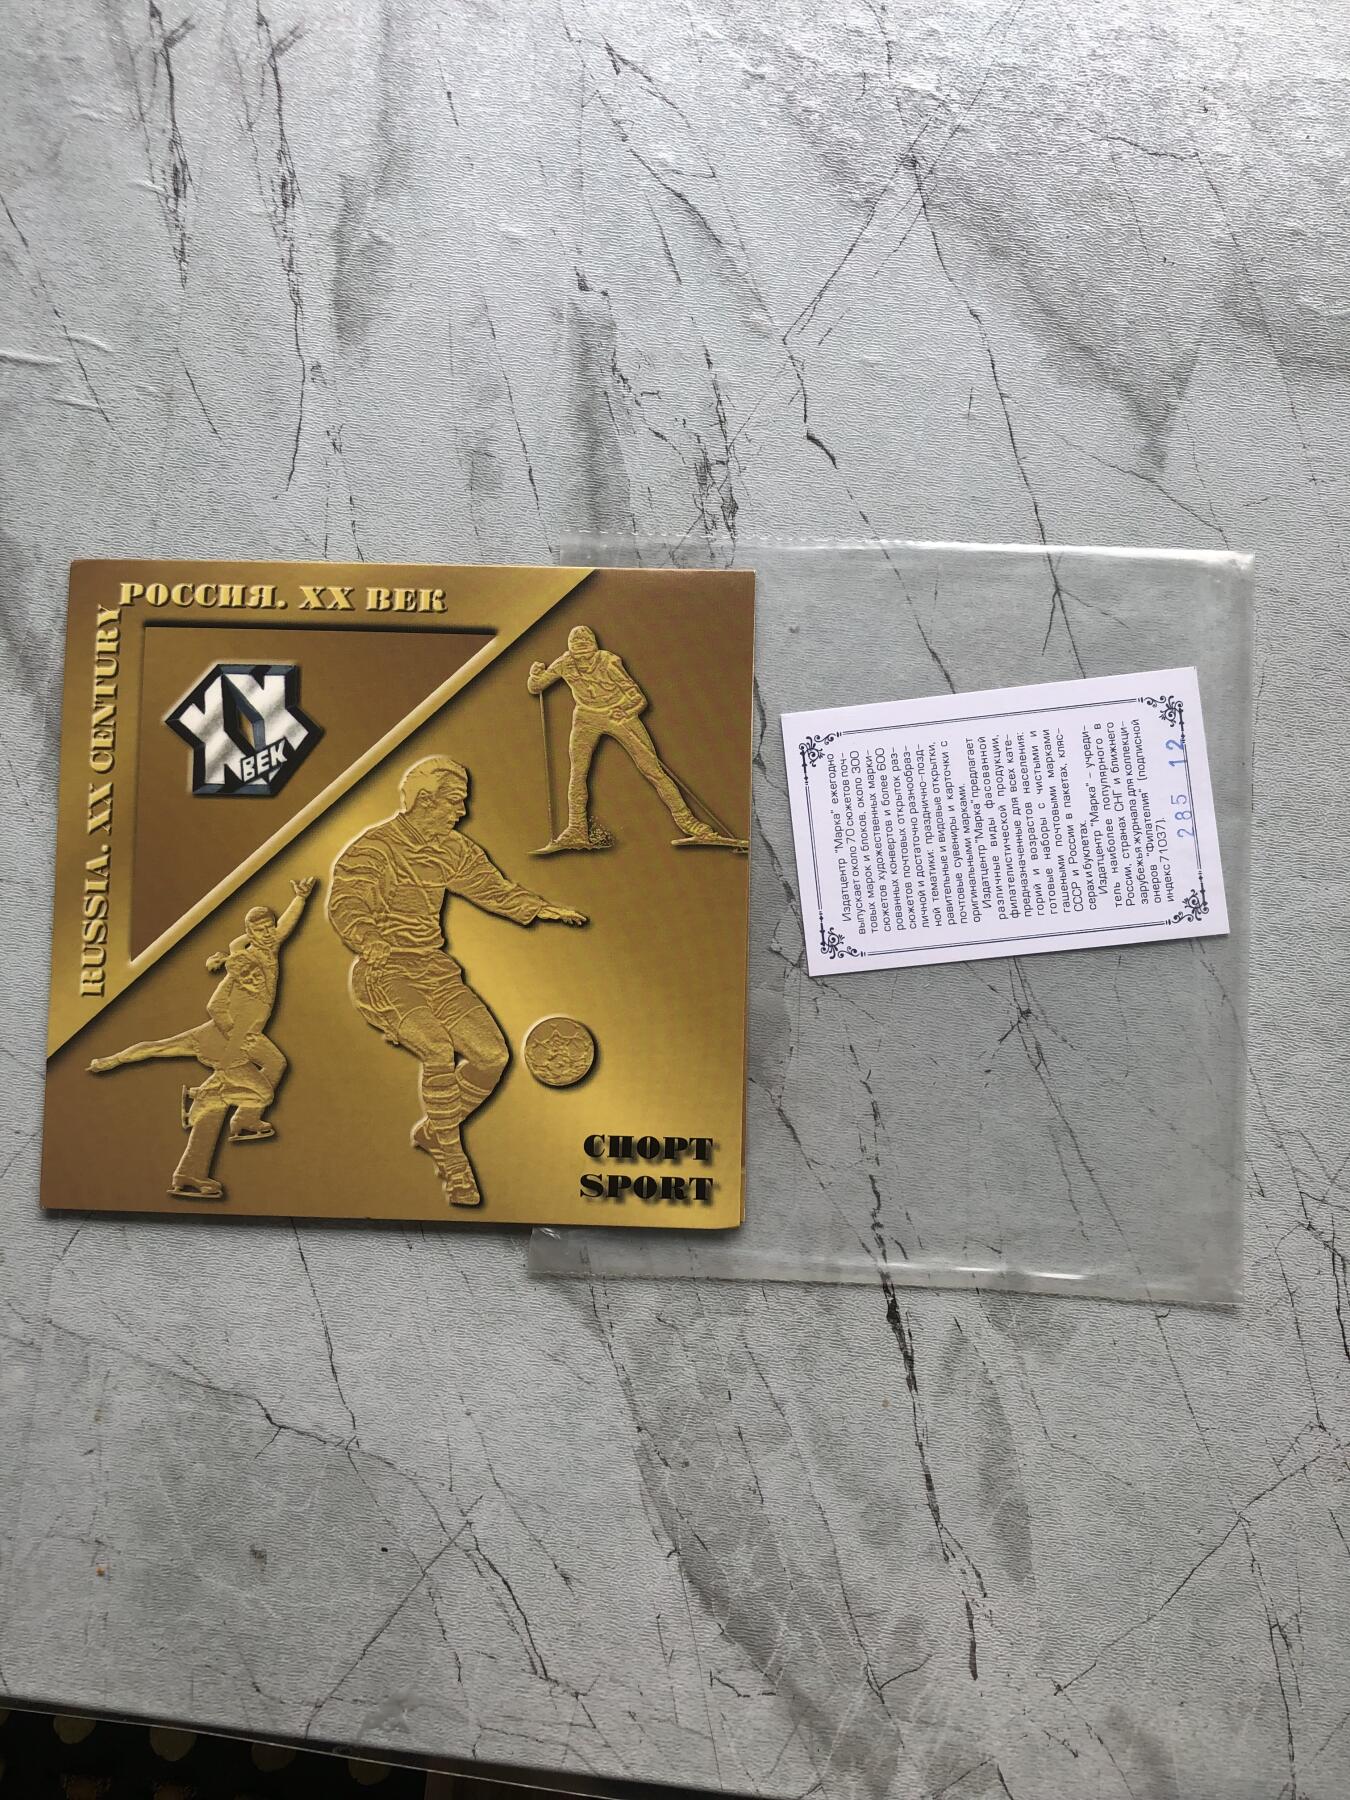 РОССИЯ. XX ВЕК
RUSSIA. XX CENTURY
XX
ВЕК
СПОРТ
SPORT
Издатцентр "Марка" ежегодно
выпускает около 70 сюжетов поч-
товых марок и блоков, около 300
сюжетов художественных марки-
рованных конвертов и более 600
сюжетов почтовых открыток раз-
личной и достаточно разнообраз-
ной тематики: празднично-позд-
равительные и видовые открытки,
почтовые сувениры и карточки с
оригинальными марками.
Издатцентр "Марка" предлагает
различные виды фасованной
филателистической продукции,
предназначенные для всех кате-
горий и возрастов населения:
готовые наборы с чистыми и
гашеными почтовыми марками
СССР и России в пакетах, кляс-
серах и буклетах.
Издатцентр "Марка" – учреди-
тель наиболее популярного в
России, странах СНГ и ближнего
зарубежья журнала для коллекци-
онеров "Филателия" (подписной
индекс 71037).
285 12